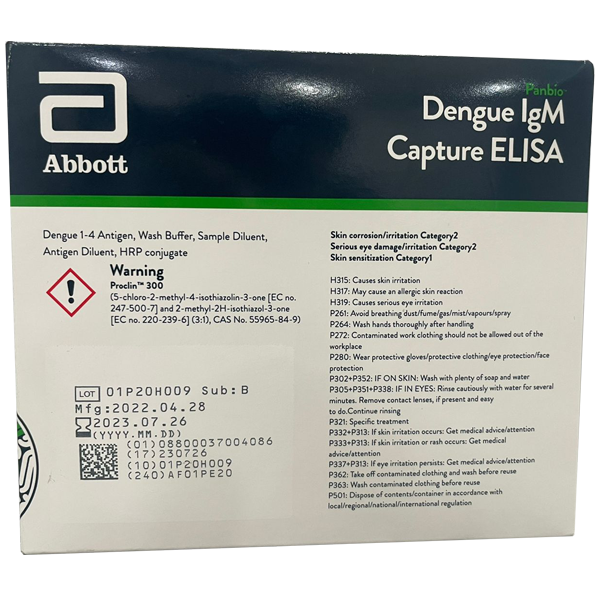 Abbott
Panbio™
Dengue IgM
Capture ELISA
Dengue 1-4 Antigen, Wash Buffer, Sample Diluent,
Antigen Diluent, HRP conjugate
Warning
Proclin™ 300
(5-chloro-2-methyl-4-isothiazolin-3-one [EC no.
247-500-7] and 2-methyl-2H-isothiazol-3-one
[EC no. 220-239-6] (3:1), CAS No. 55965-84-9)
LOT 01P20H009 Sub:B
Mfg:2022.04.28
2023.07.26
(YYYY.MM.DD)
(01)08800037004086
(17)230726
(10)01P20H009
(240)AF01PE20
Skin corrosion/irritation Category2
Serious eye damage/irritation Category2
Skin sensitization Category1
H315: Causes skin irritation
H317: May cause an allergic skin reaction
H319: Causes serious eye irritation
P261: Avoid breathing dust/fume/gas/mist/vapours/spray
P264: Wash hands thoroughly after handling
P272: Contaminated work clothing should not be allowed out of the
workplace
P280: Wear protective gloves/protective clothing/eye protection/face
protection
P302+P352: IF ON SKIN: Wash with plenty of soap and water
P305+P351+P338: IF IN EYES: Rinse cautiously with water for several
minutes. Remove contact lenses, if present and easy
to do.Continue rinsing
P321: Specific treatment
P332+P313: If skin irritation occurs: Get medical advice/attention
P333+P313: If skin irritation or rash occurs: Get medical
advice/attention
P337+P313: If eye irritation persists: Get medical advice/attention
P362: Take off contaminated clothing and wash before reuse
P363: Wash contaminated clothing before reuse
P501: Dispose of contents/container in accordance with
local/regional/national/international regulation